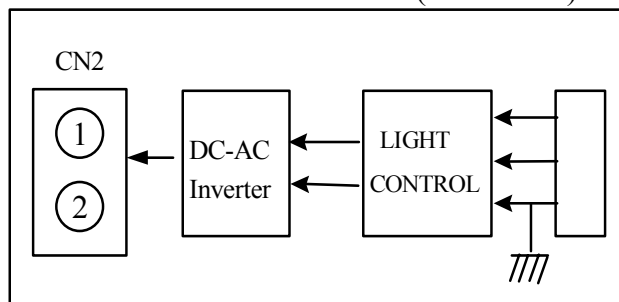 CN2
1
2
DC-AC
Inverter
LIGHT
CONTROL